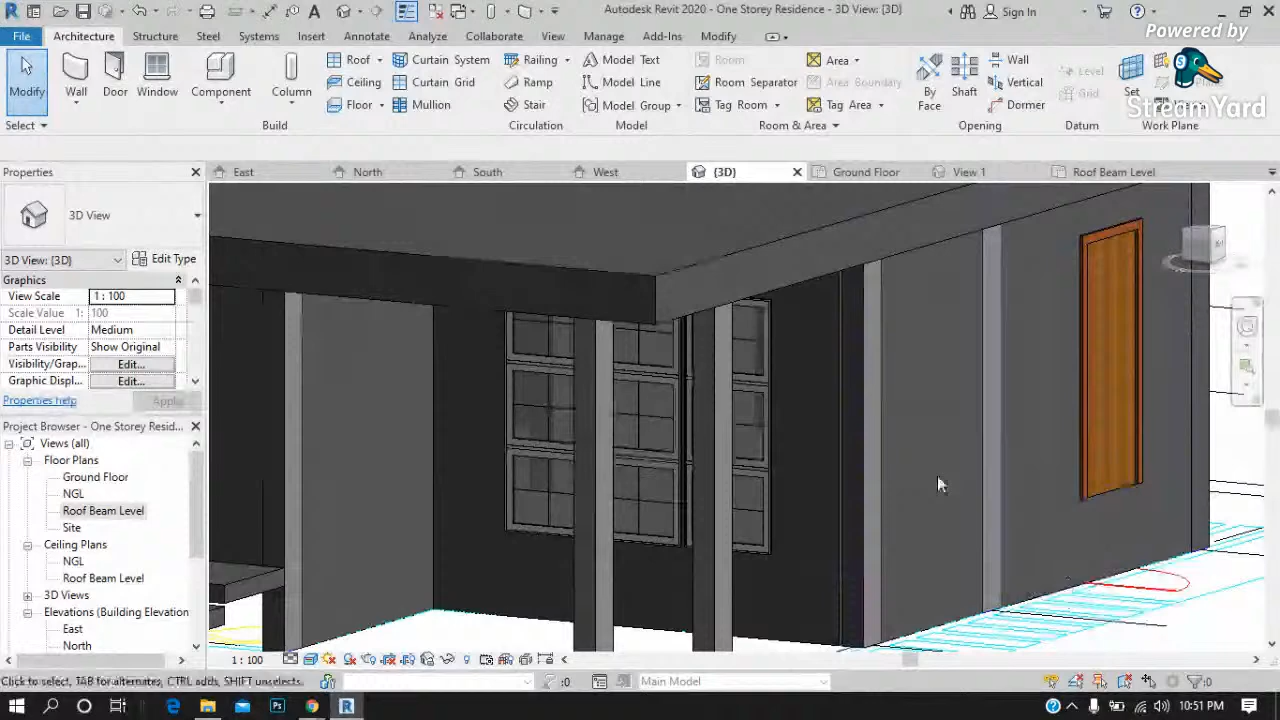 Autodesk Revit 2020 - One Storey Residence - 3D View: {3D}
Sign In
Powered by
StreamYard
File
Architecture
Structure
Steel
Systems
Insert
Annotate
Analyze
Collaborate
View
Manage
Add-Ins
Modify
Modify
Wall
Door
Window
Component
Column
Roof
Ceiling
Floor
Curtain System
Curtain Grid
Mullion
Railing
Ramp
Stair
Model Text
Model Line
Model Group
Room
Room Separator
Tag Room
Area
Area Boundary
Tag Area
By
Face
Shaft
Wall
Vertical
Dormer
Level
Grid
Set
Select
Build
Circulation
Model
Room & Area
Opening
Datum
Work Plane
Properties
East
North
South
West
{3D}
Ground Floor
View 1
Roof Beam Level
3D View
3D View: {3D}
Edit Type
Graphics
View Scale
1 : 100
Scale Value 1:
100
Detail Level
Medium
Parts Visibility
Show Original
Visibility/Grap...
Edit...
Graphic Displ...
Edit...
Properties help
Apply
Project Browser - One Storey Resid...
Views (all)
Floor Plans
Ground Floor
NGL
Roof Beam Level
Site
Ceiling Plans
NGL
Roof Beam Level
3D Views
Elevations (Building Elevation
East
North
1 : 100
Click to select, TAB for alternates, CTRL adds, SHIFT unselects.
:0
Main Model
:0
10:51 PM